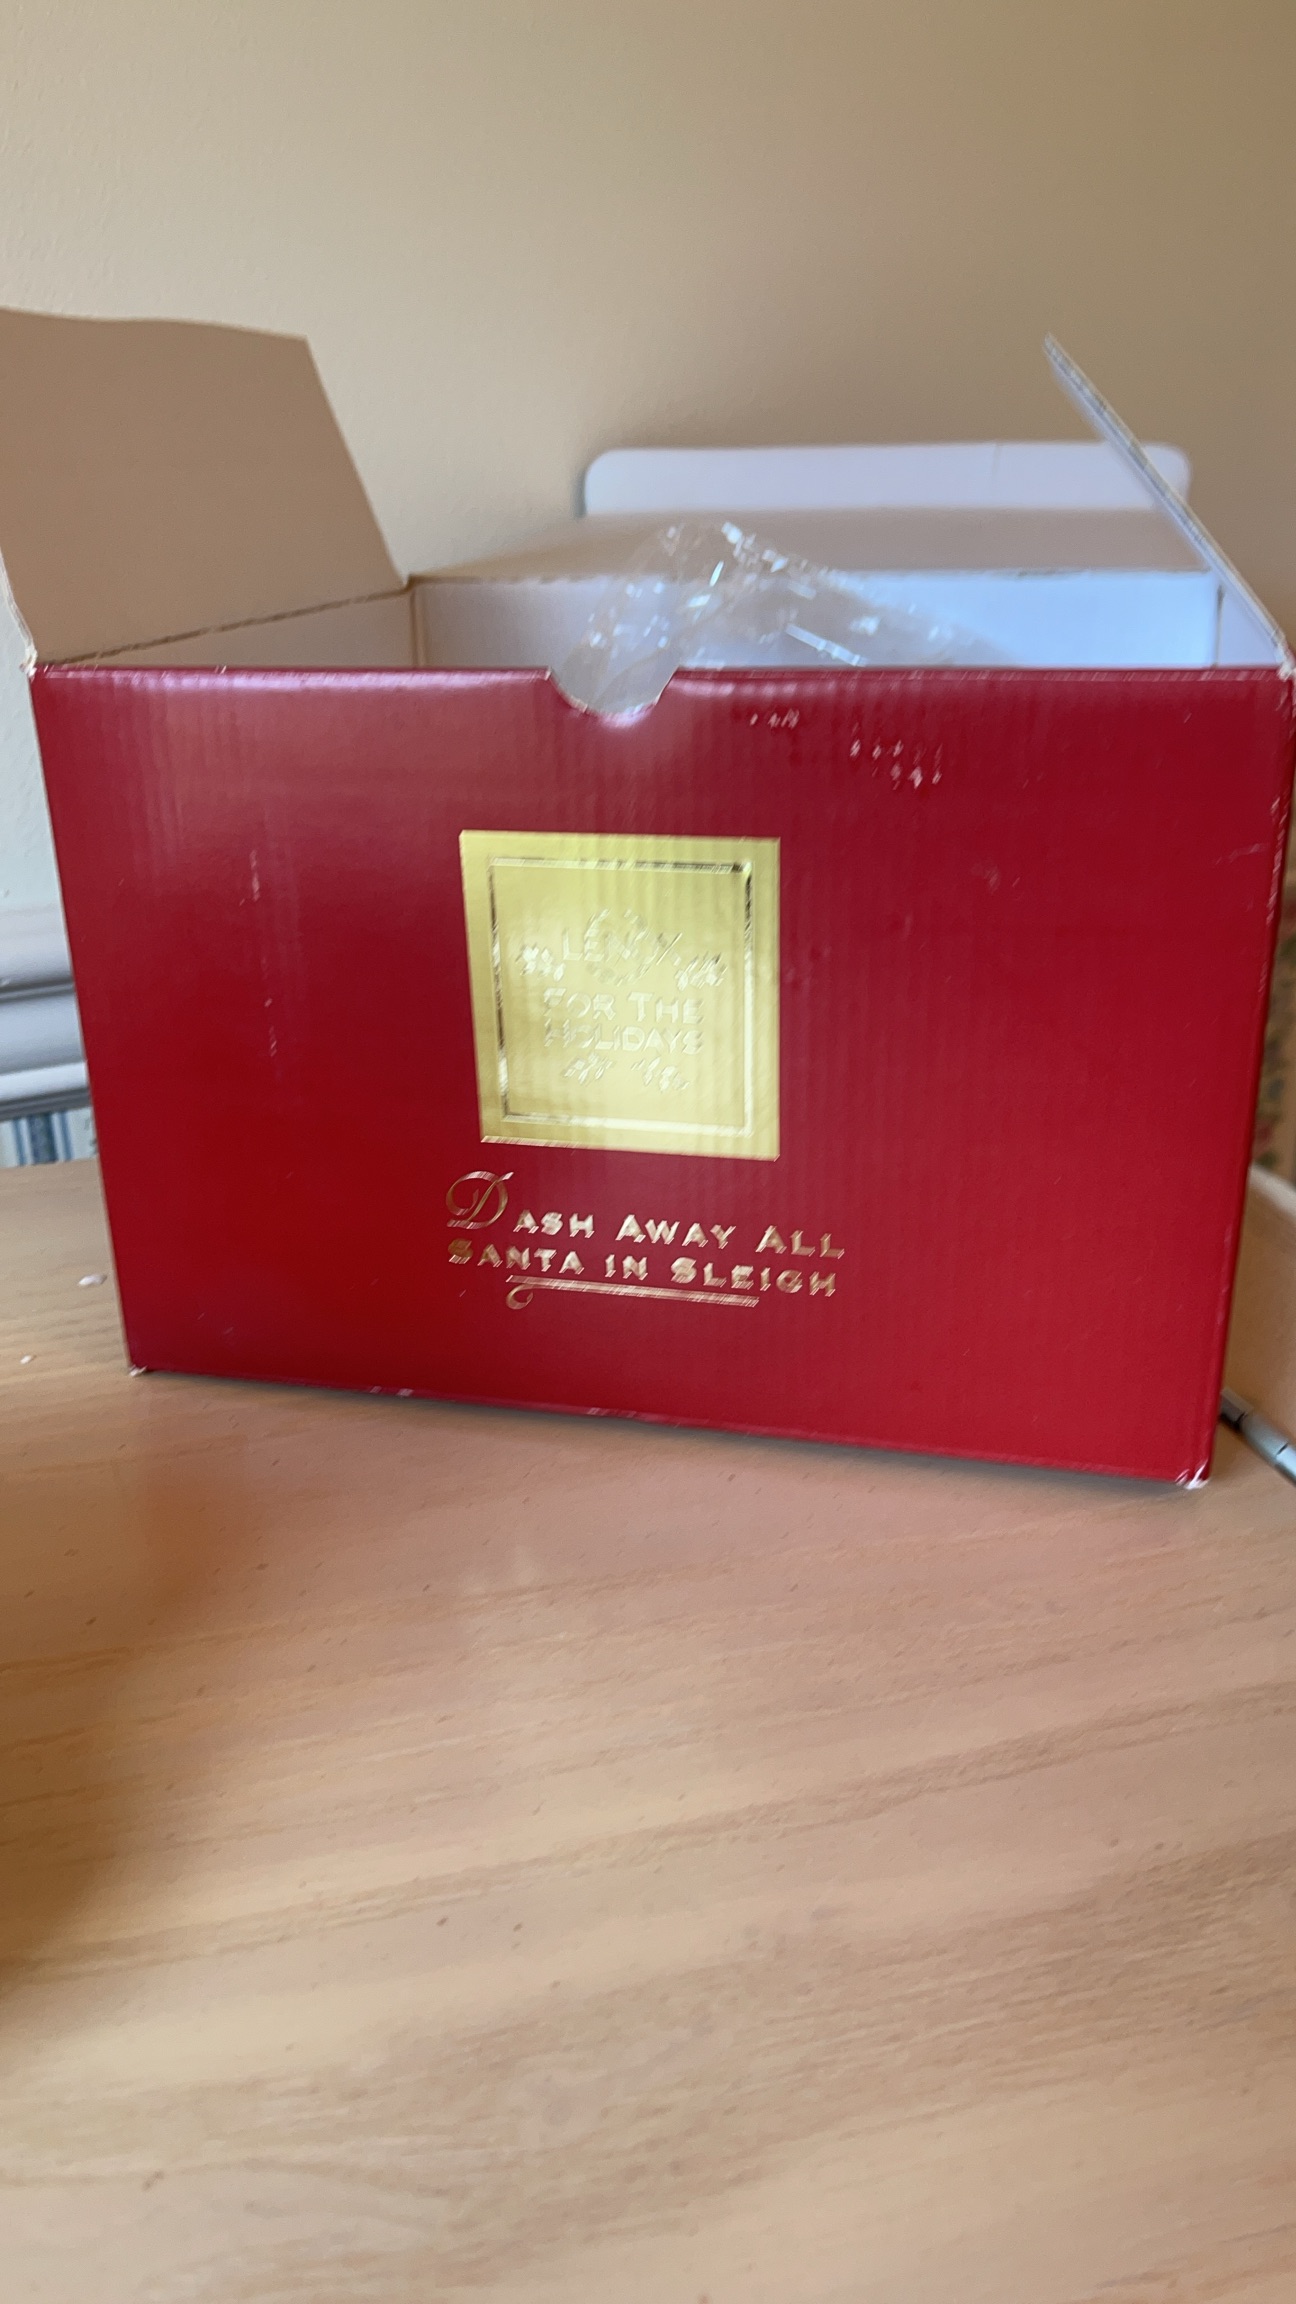 LENOX
FOR THE
HOLIDAYS
DASH AWAY ALL
SANTA IN SLEIGH